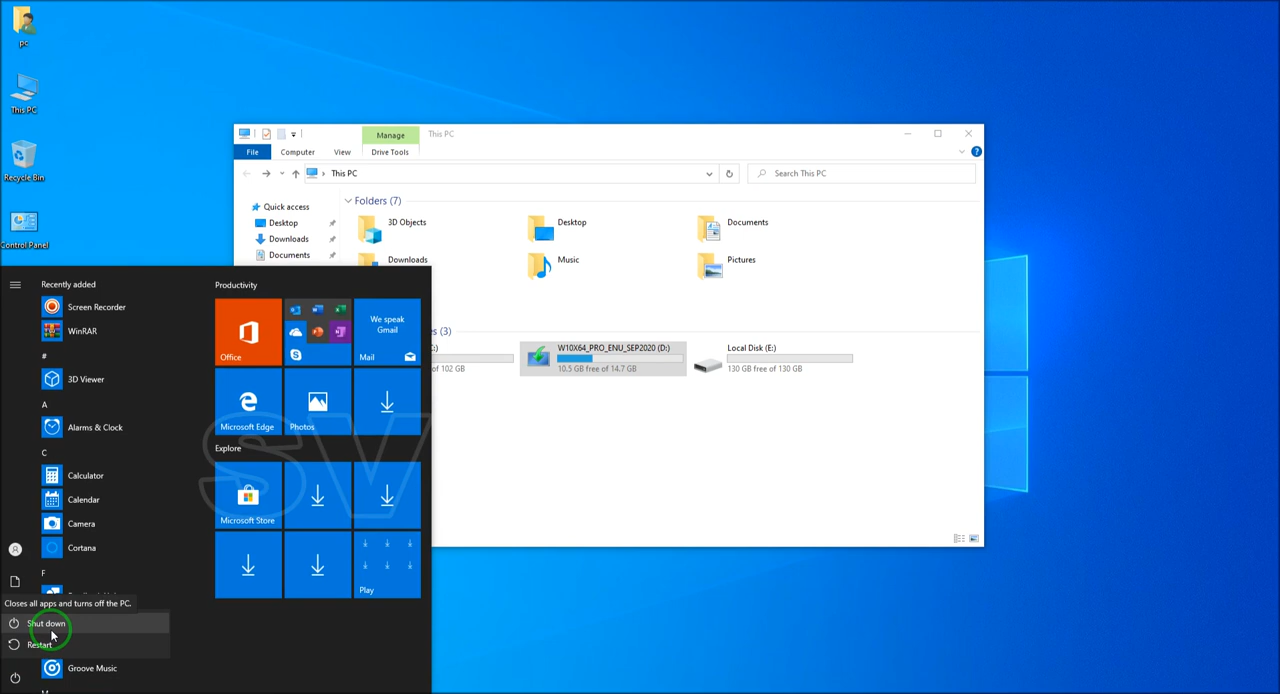 pc
This PC
Recycle Bin
Control Panel
Manage
This PC
File
Computer
View
Drive Tools
This PC
Search This PC
Quick access
Desktop
Downloads
Documents
Folders (7)
3D Objects
Desktop
Documents
Downloads
Music
Pictures
es (3)
C:)
of 102 GB
W10X64_PRO_ENU_SEP2020 (D:)
10.5 GB free of 14.7 GB
Local Disk (E:)
130 GB free of 130 GB
Recently added
Screen Recorder
WinRAR
#
3D Viewer
A
Alarms & Clock
C
Calculator
Calendar
Camera
Cortana
F
Closes all apps and turns off the PC.
Shut down
Restart
Groove Music
Productivity
Office
We speak
Gmail
Mail
Microsoft Edge
Photos
Explore
Microsoft Store
Play
SV